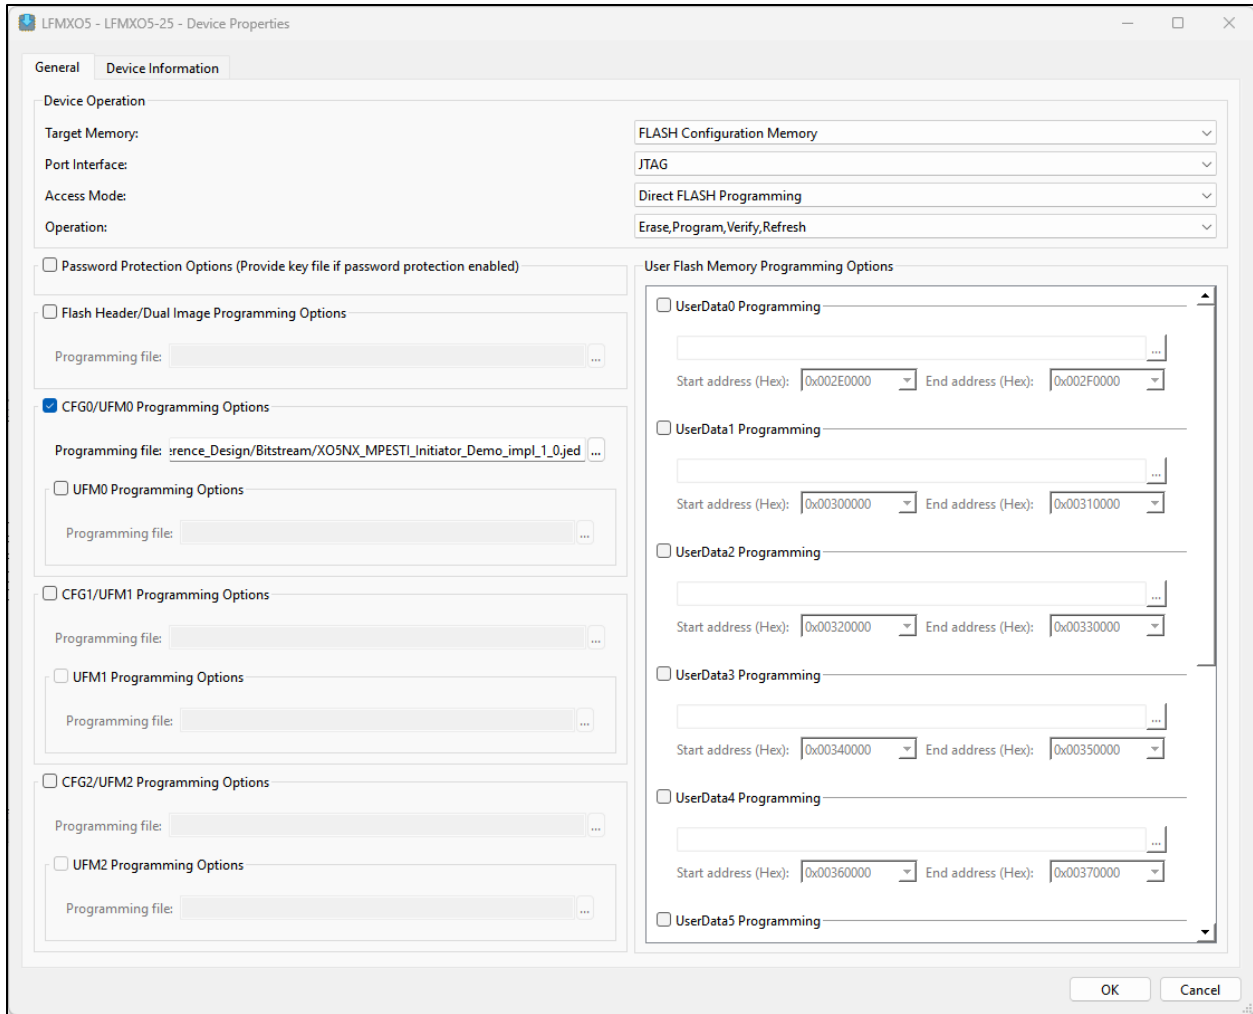 LFMXO5 - LFMXO5-25 - Device Properties
General
Device Information
Device Operation
Target Memory:
FLASH Configuration Memory
Port Interface:
JTAG
Access Mode:
Direct FLASH Programming
Operation:
Erase,Program,Verify,Refresh
Password Protection Options (Provide key file if password protection enabled)
Flash Header/Dual Image Programming Options
Programming file:
...
CFG0/UFM0 Programming Options
Programming file:
erence_Design/Bitstream/XO5NX_MPESTI_Initiator_Demo_impl_1_0.jed
...
UFM0 Programming Options
Programming file:
...
CFG1/UFM1 Programming Options
Programming file:
...
UFM1 Programming Options
Programming file:
...
CFG2/UFM2 Programming Options
Programming file:
...
UFM2 Programming Options
Programming file:
...
User Flash Memory Programming Options
UserData0 Programming
...
Start address (Hex): 0x002E0000 End address (Hex): 0x002F0000
UserData1 Programming
...
Start address (Hex): 0x00300000 End address (Hex): 0x00310000
UserData2 Programming
...
Start address (Hex): 0x00320000 End address (Hex): 0x00330000
UserData3 Programming
...
Start address (Hex): 0x00340000 End address (Hex): 0x00350000
UserData4 Programming
...
Start address (Hex): 0x00360000 End address (Hex): 0x00370000
UserData5 Programming
OK
Cancel